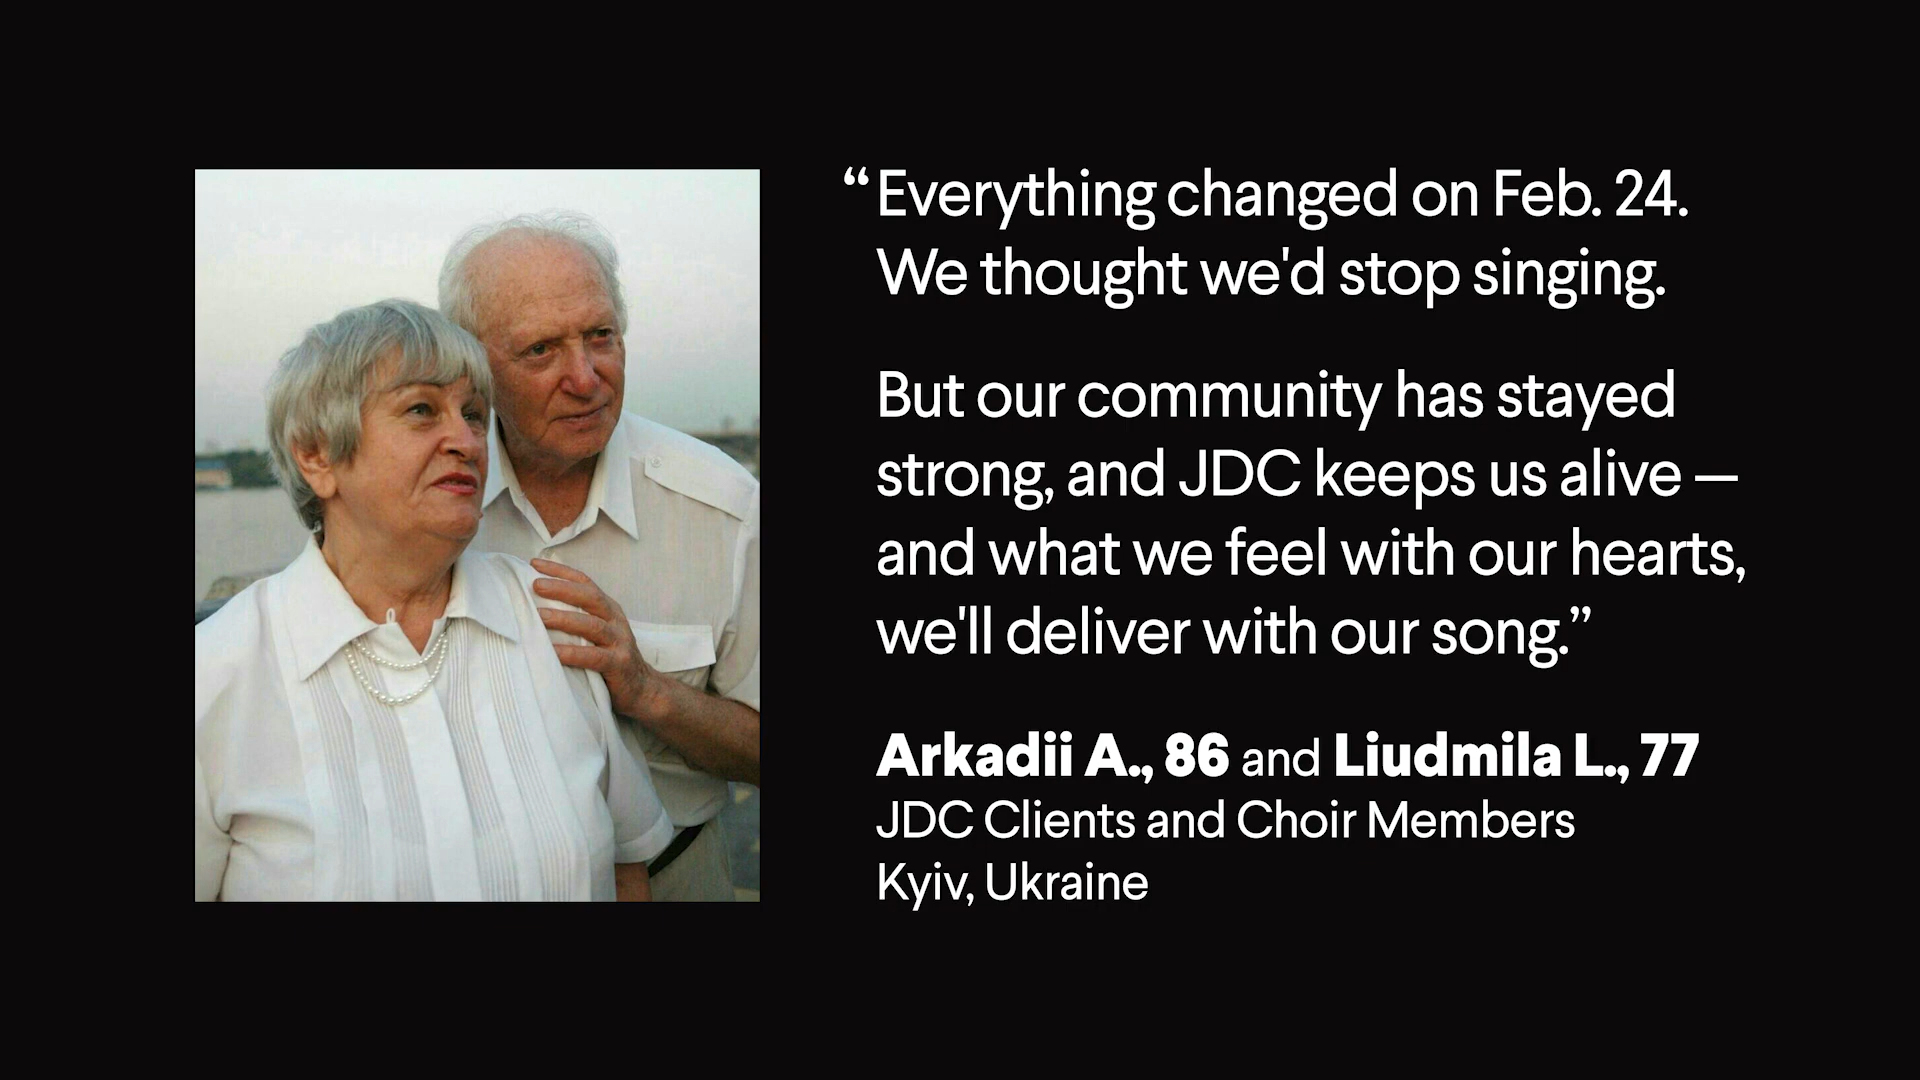 “Everything changed on Feb. 24.
We thought we'd stop singing.
But our community has stayed
strong, and JDC keeps us alive —
and what we feel with our hearts,
we'll deliver with our song.”
Arkadii A., 86 and Liudmila L., 77
JDC Clients and Choir Members
Kyiv, Ukraine